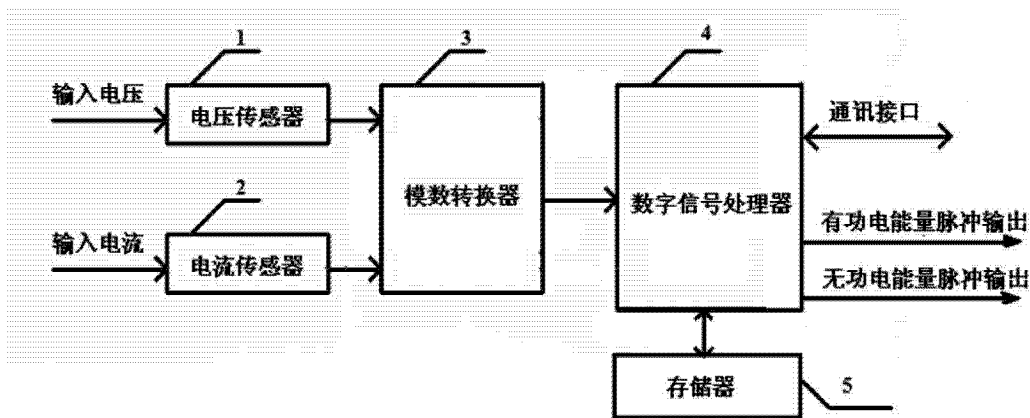 1
3
4
输入电压
电压传感器
通讯接口
2
模数转换器
数字信号处理器
有功电能量脉冲输出
输入电流
电流传感器
无功电能量脉冲输出
存储器
5